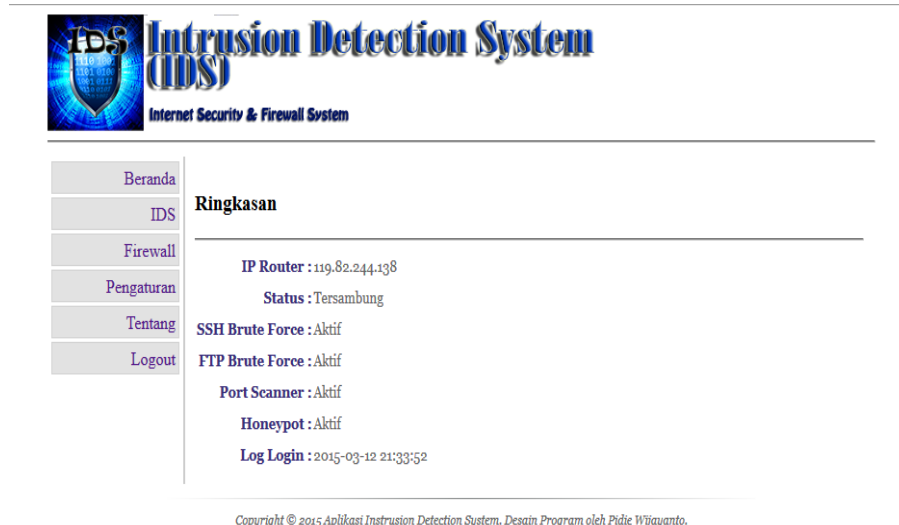 IDS
Intrusion Detection System
(IDS)
Internet Security & Firewall System
Beranda
IDS
Firewall
Pengaturan
Tentang
Logout
Ringkasan
IP Router : 119.82.244.138
Status : Tersambung
SSH Brute Force : Aktif
FTP Brute Force : Aktif
Port Scanner : Aktif
Honeypot : Aktif
Log Login : 2015-03-12 21:33:52
Copyright © 2015 Aplikasi Instrusion Detection System. Desain Program oleh Pidie Wijayanto.